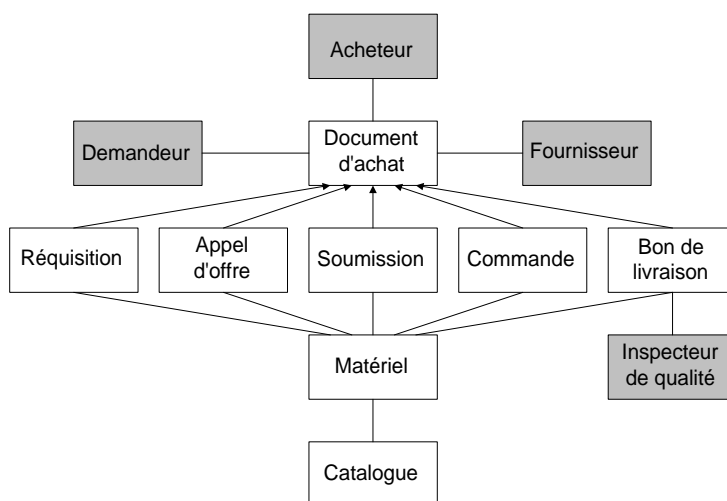 Acheteur
Demandeur
Document
d'achat
Fournisseur
Réquisition
Appel
d'offre
Soumission
Commande
Bon de
livraison
Matériel
Inspecteur
de qualité
Catalogue